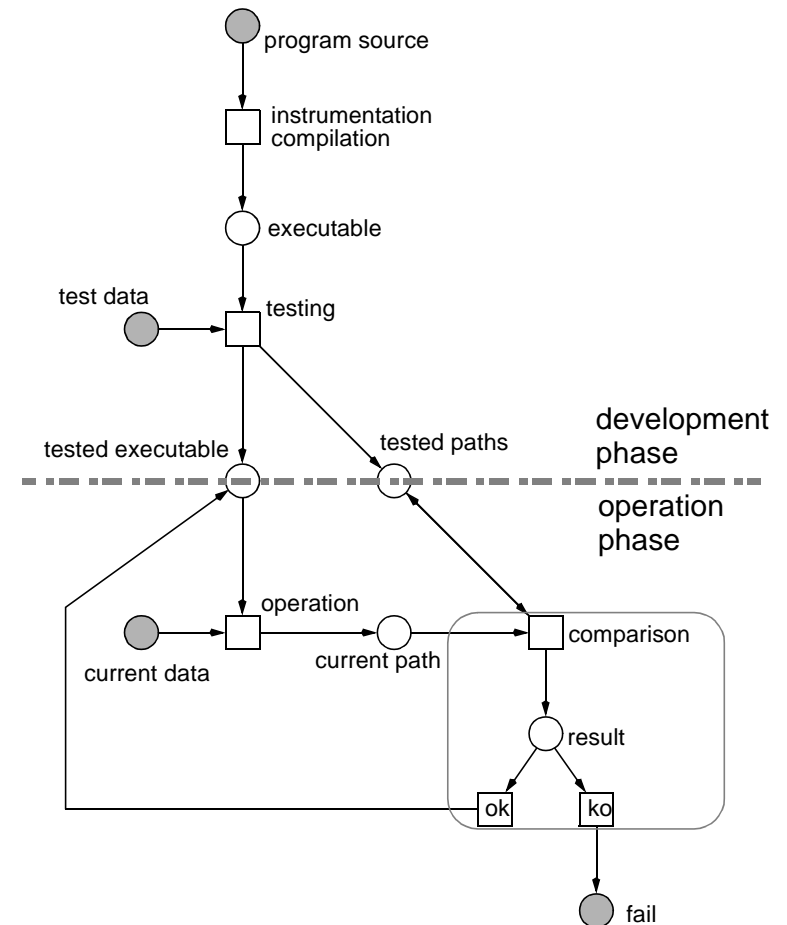 program source
instrumentation
compilation
executable
test data
testing
development
phase
tested executable
tested paths
operation
phase
operation
current data
current path
comparison
result
ok
ko
fail